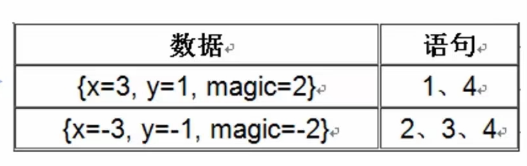 数据 语句
{x=3, y=1, magic=2} 1、4
{x=-3, y=-1, magic=-2} 2、3、4